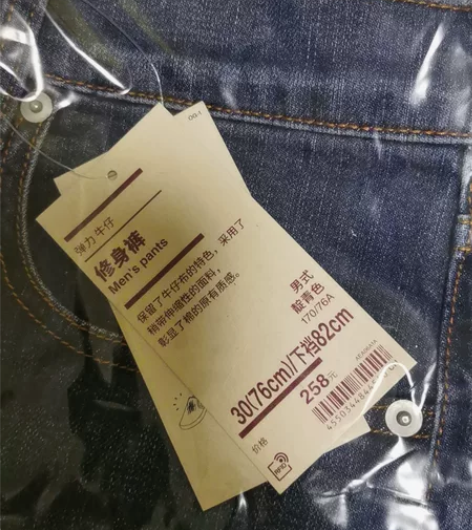 弹力牛仔
修身裤
Men's pants
保留了牛仔布的特色，采用了
稍带伸缩性的面料，
彰显了棉的原有质感。
男式
靛青色
170/76A
30(76cm)/下裆82cm
价格
258元
RFID